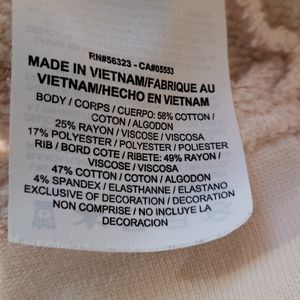 RN#56323 - CA#05553
MADE IN VIETNAM/FABRIQUE AU
VIETNAM/HECHO EN VIETNAM
BODY / CORPS / CUERPO: 58% COTTON /
COTON / ALGODON
25% RAYON / VISCOSE / VISCOSA
17% POLYESTER / POLYESTER / POLIESTER
RIB / BORD COTE / RIBETE: 49% RAYON /
VISCOSE / VISCOSA
47% COTTON / COTON / ALGODON
4% SPANDEX / ELASTHANNE / ELASTANO
EXCLUSIVE OF DECORATION / DECORATION
NON COMPRISE / NO INCLUYE LA
DECORACION